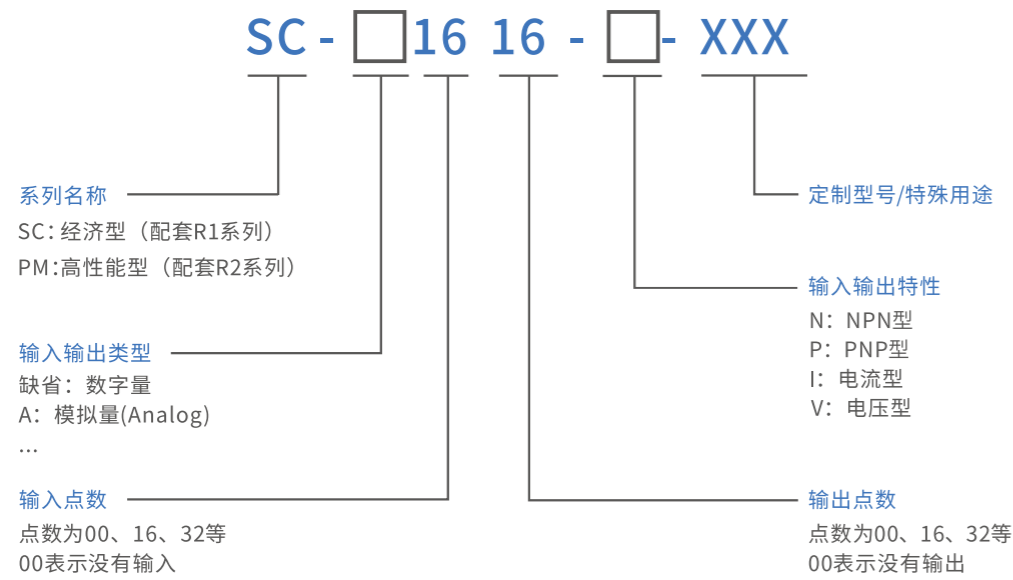 SC-□16 16-□-XXX
系列名称
SC：经济型（配套R1系列）
PM：高性能型（配套R2系列）
输入输出类型
缺省：数字量
A：模拟量(Analog)
...
输入点数
点数为00、16、32等
00表示没有输入
定制型号/特殊用途
输入输出特性
N：NPN型
P：PNP型
I：电流型
V：电压型
输出点数
点数为00、16、32等
00表示没有输出